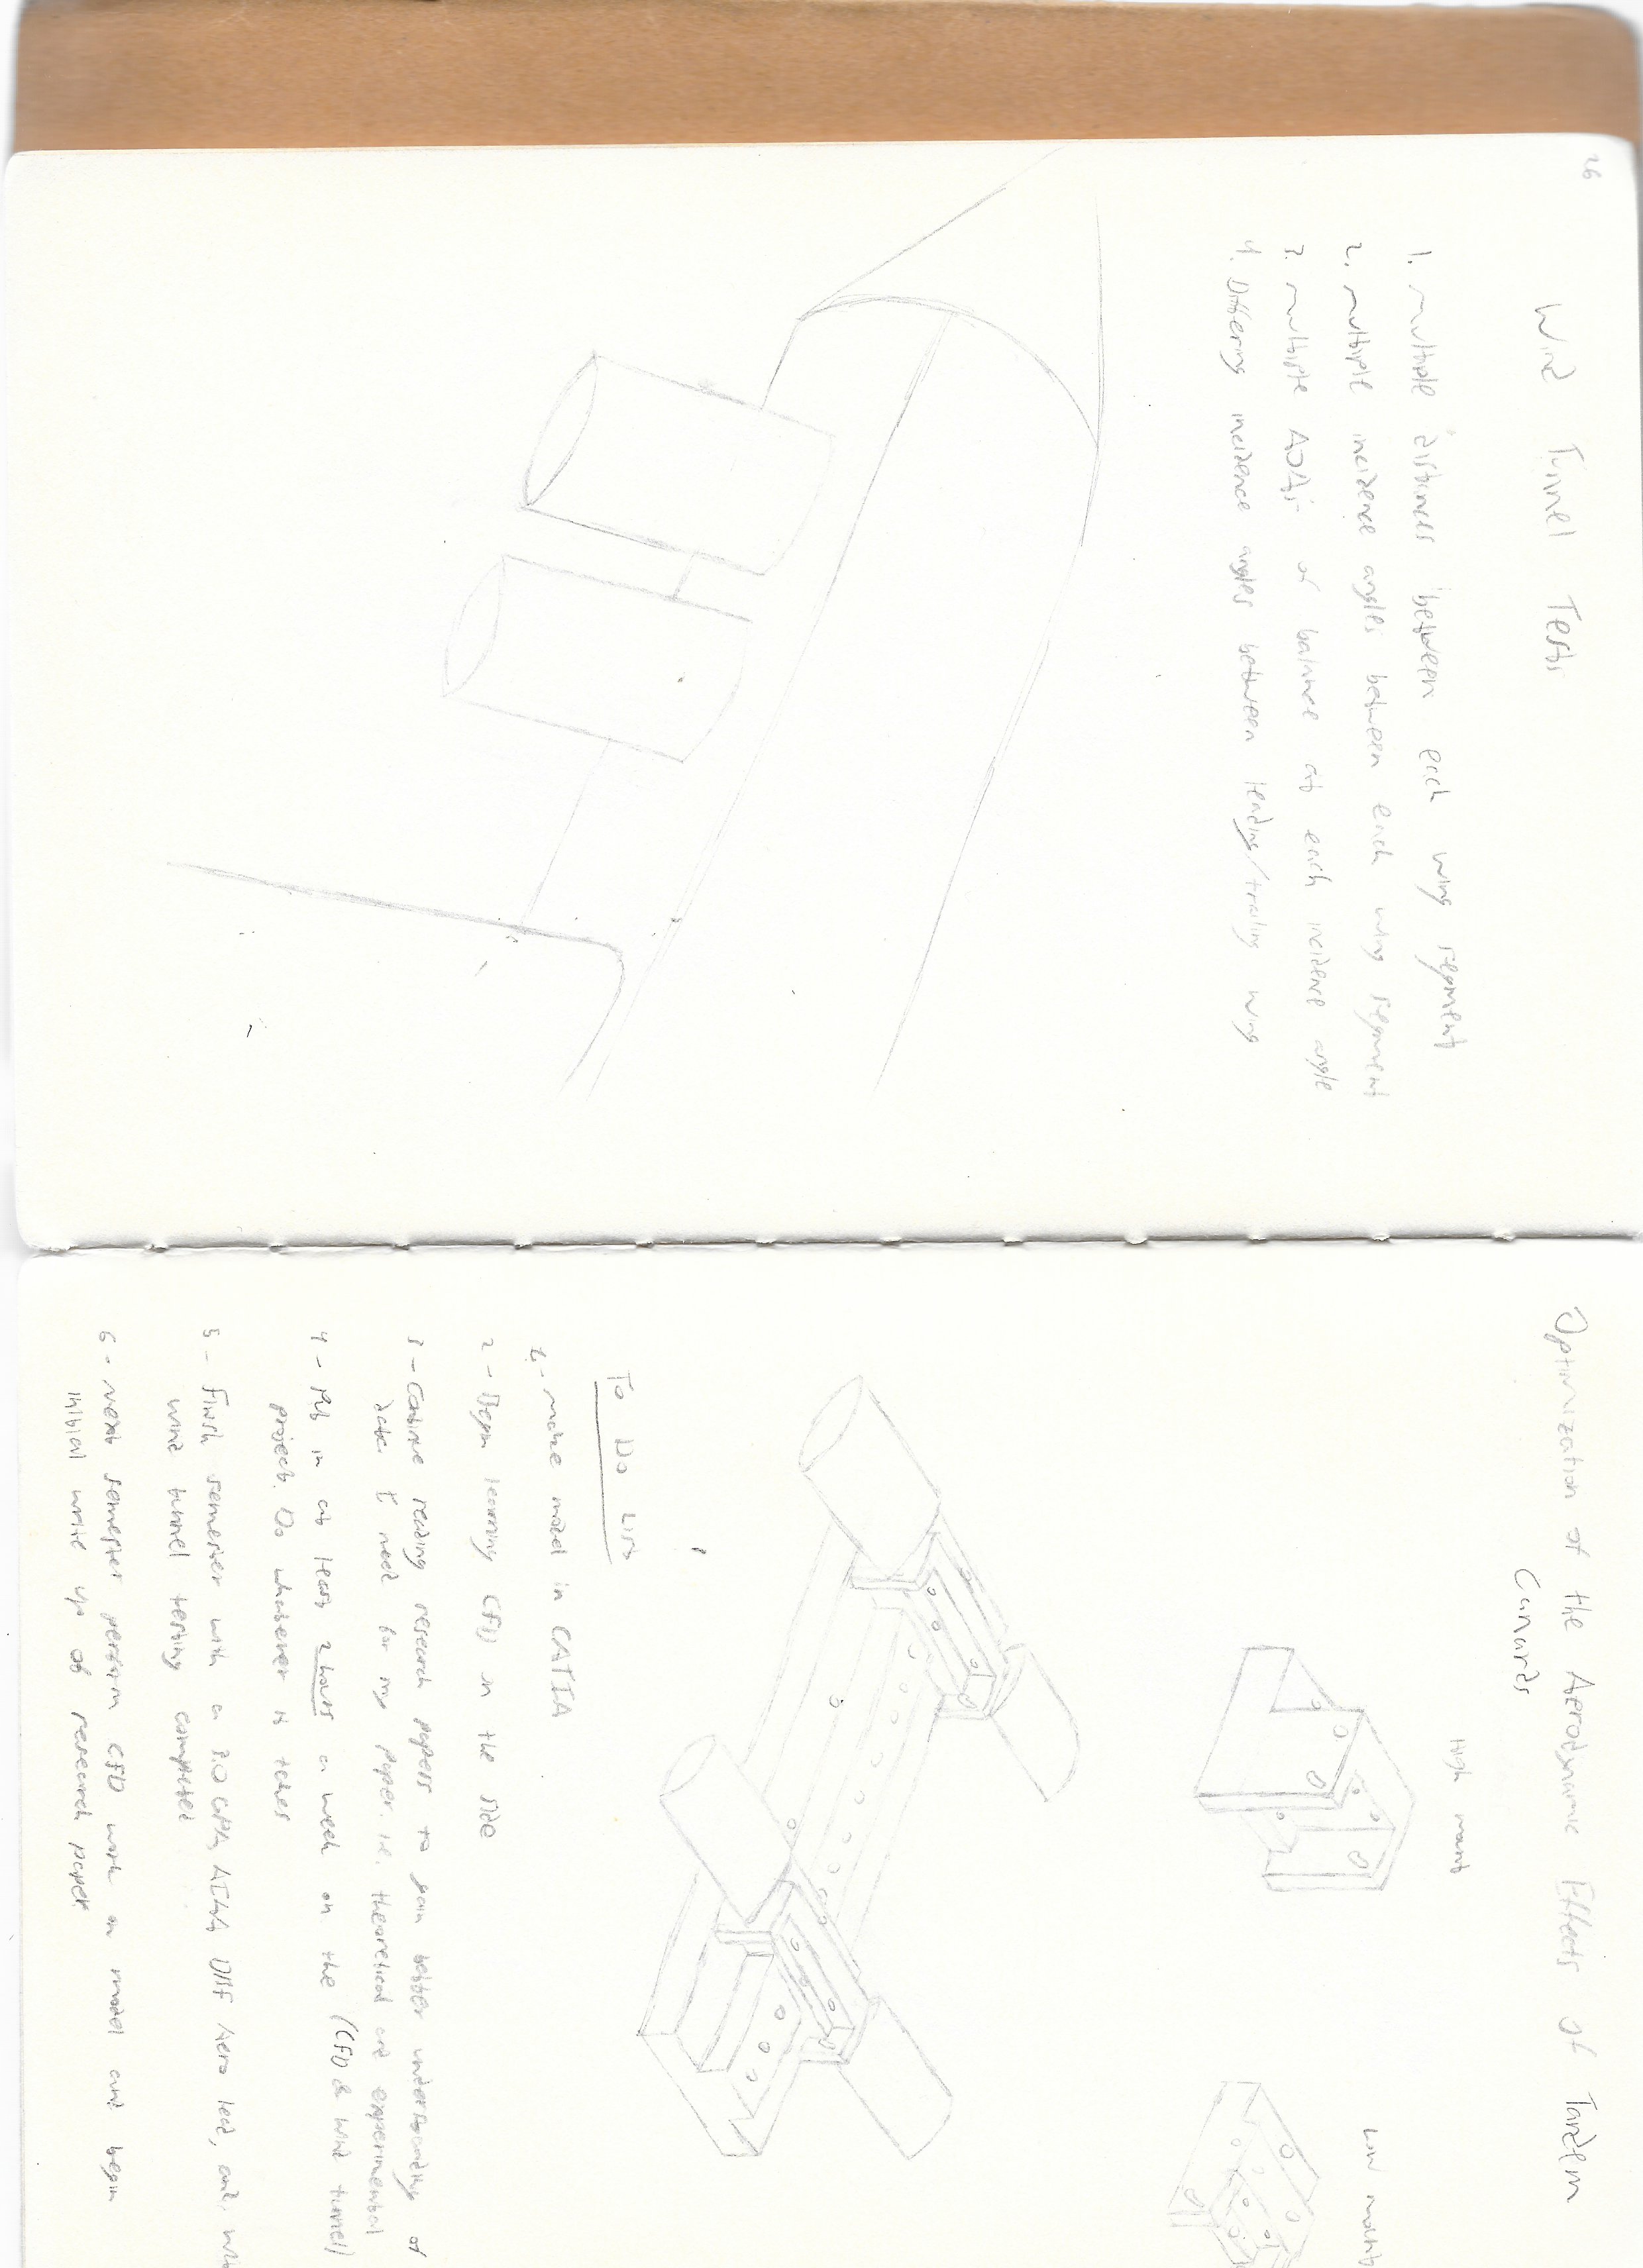 26
Wind Tunnel Tests
1. Multiple distances between each wing segment
2. Multiple incidence angles between each wing segment
3. Multiple AOA's of balance at each incidence angle
4. Differing incidence angles between leading/trailing wing
Optimization of the Aerodynamic Effects of Tandem
Canards
High mount
Low mount
To Do List
1 - Make model in CATIA
2 - Begin learning CFD on the side
3 - Continue reading research papers to gain better understanding of
data I need for my paper. i.e. theoretical and experimental
(CFD & wind tunnel)
4 - Put in at least 2 hours a week on the
project. Do whatever it takes
5 - Finish semester with a 3.0 GPA, AIAA DBF Aero lead, and
wind tunnel testing completed
6 - Next semester perform CFD work on model and begin
initial write up of research paper.